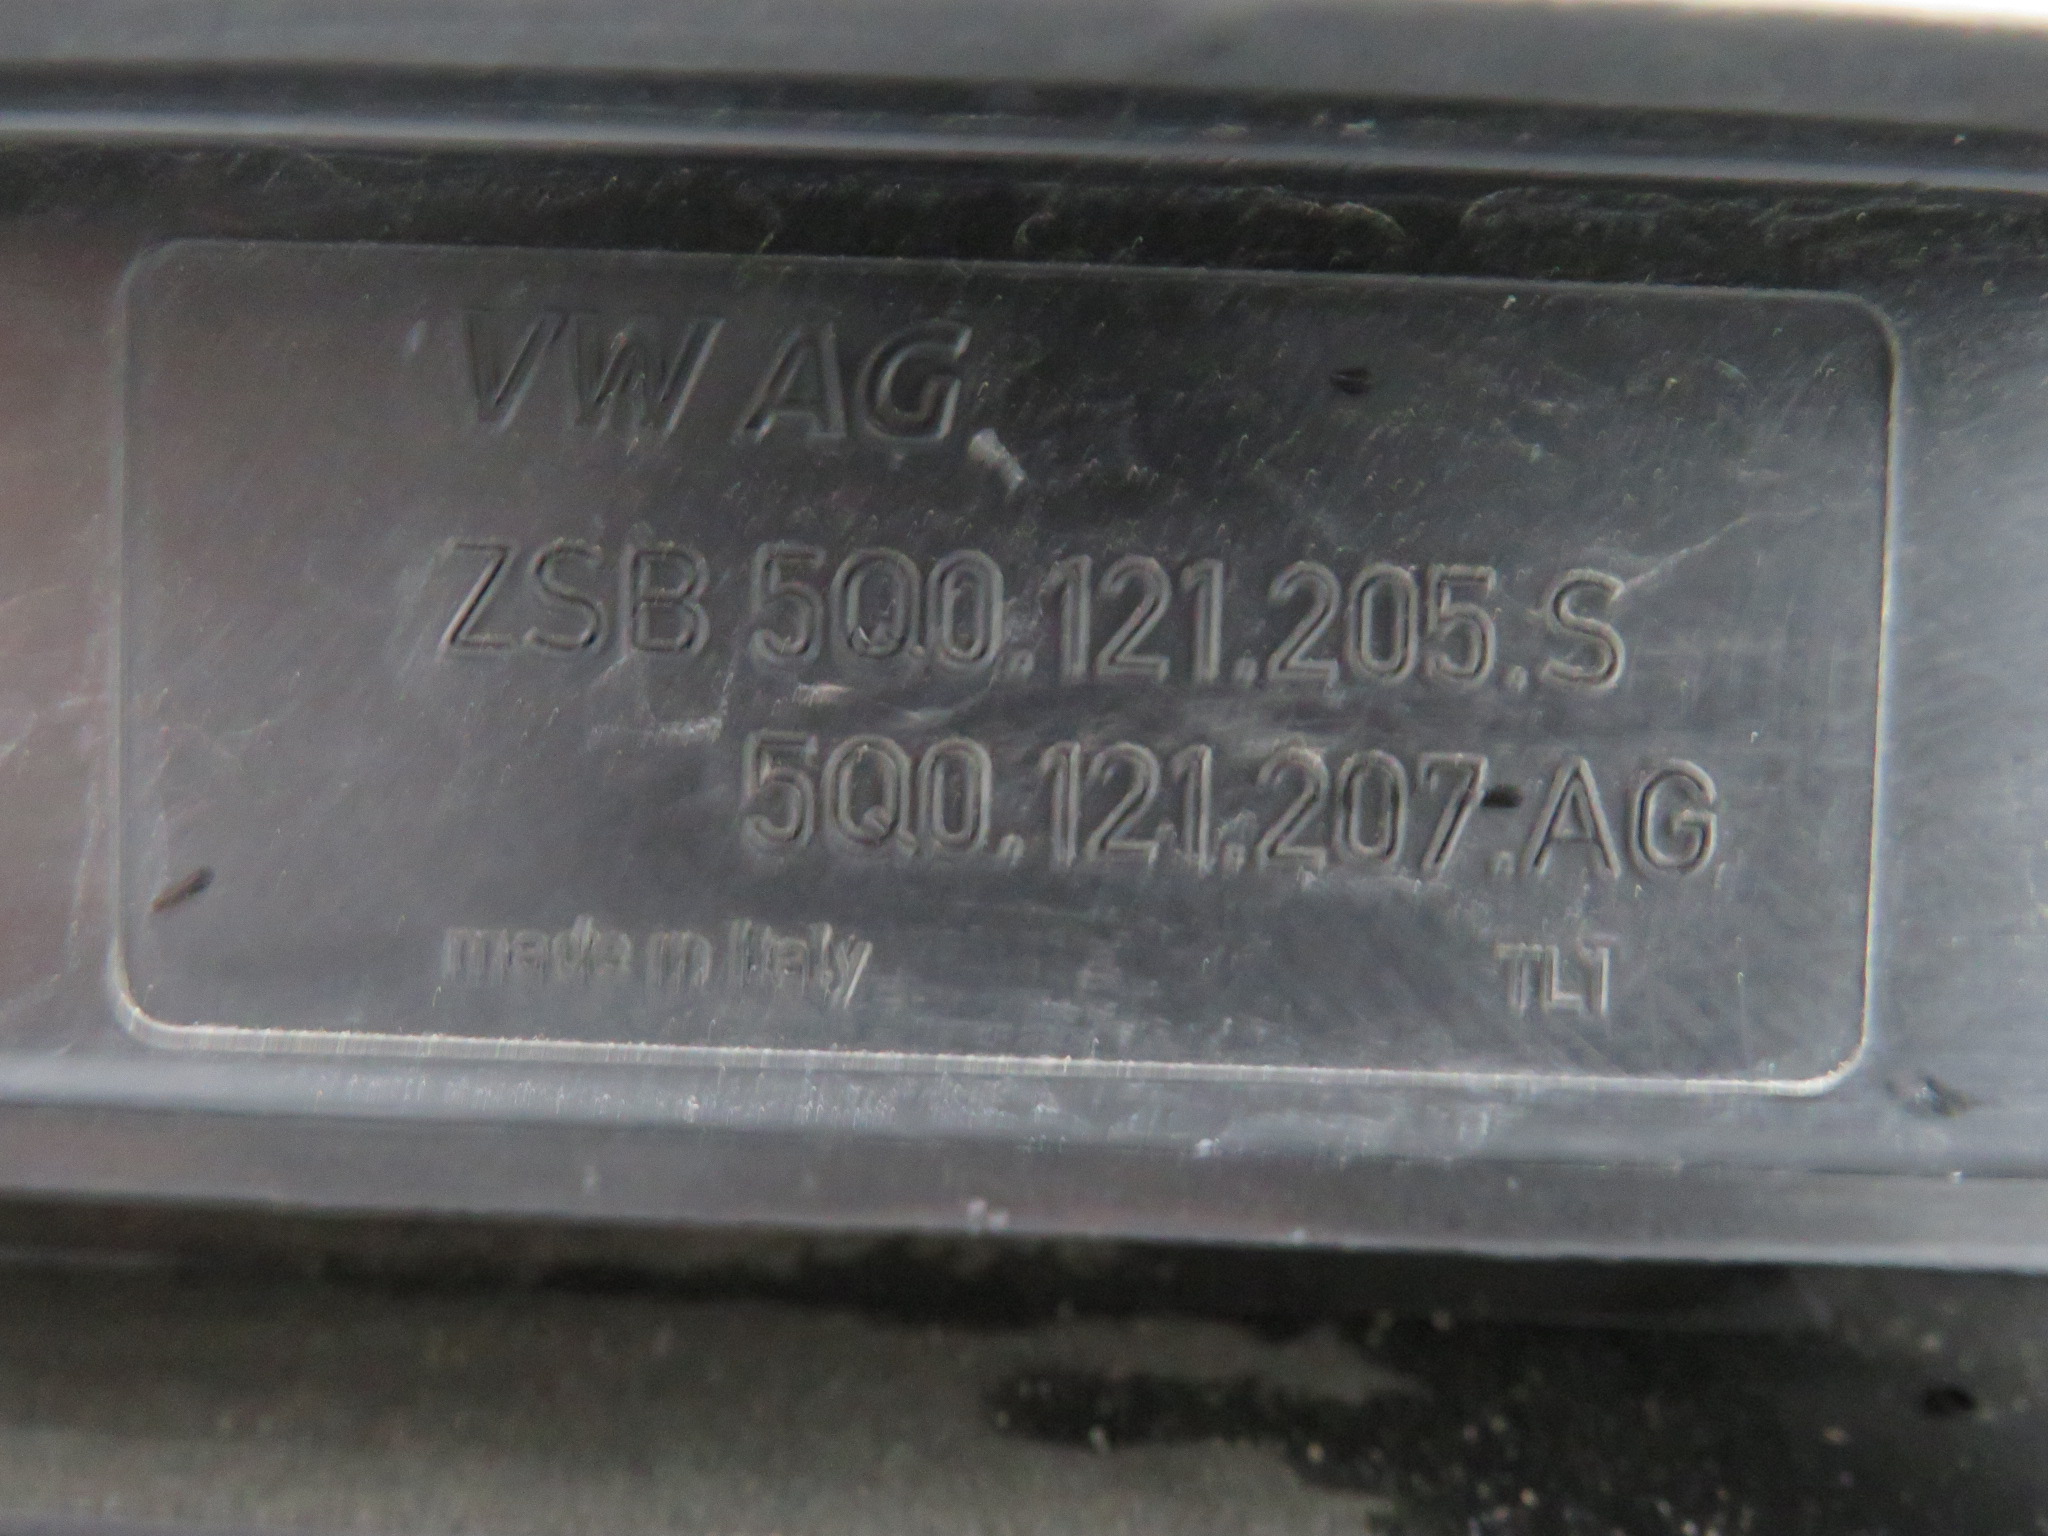 VW AG
ZSB 5Q0.121.205.S
5Q0.121.207.AG
made in Italy TLT